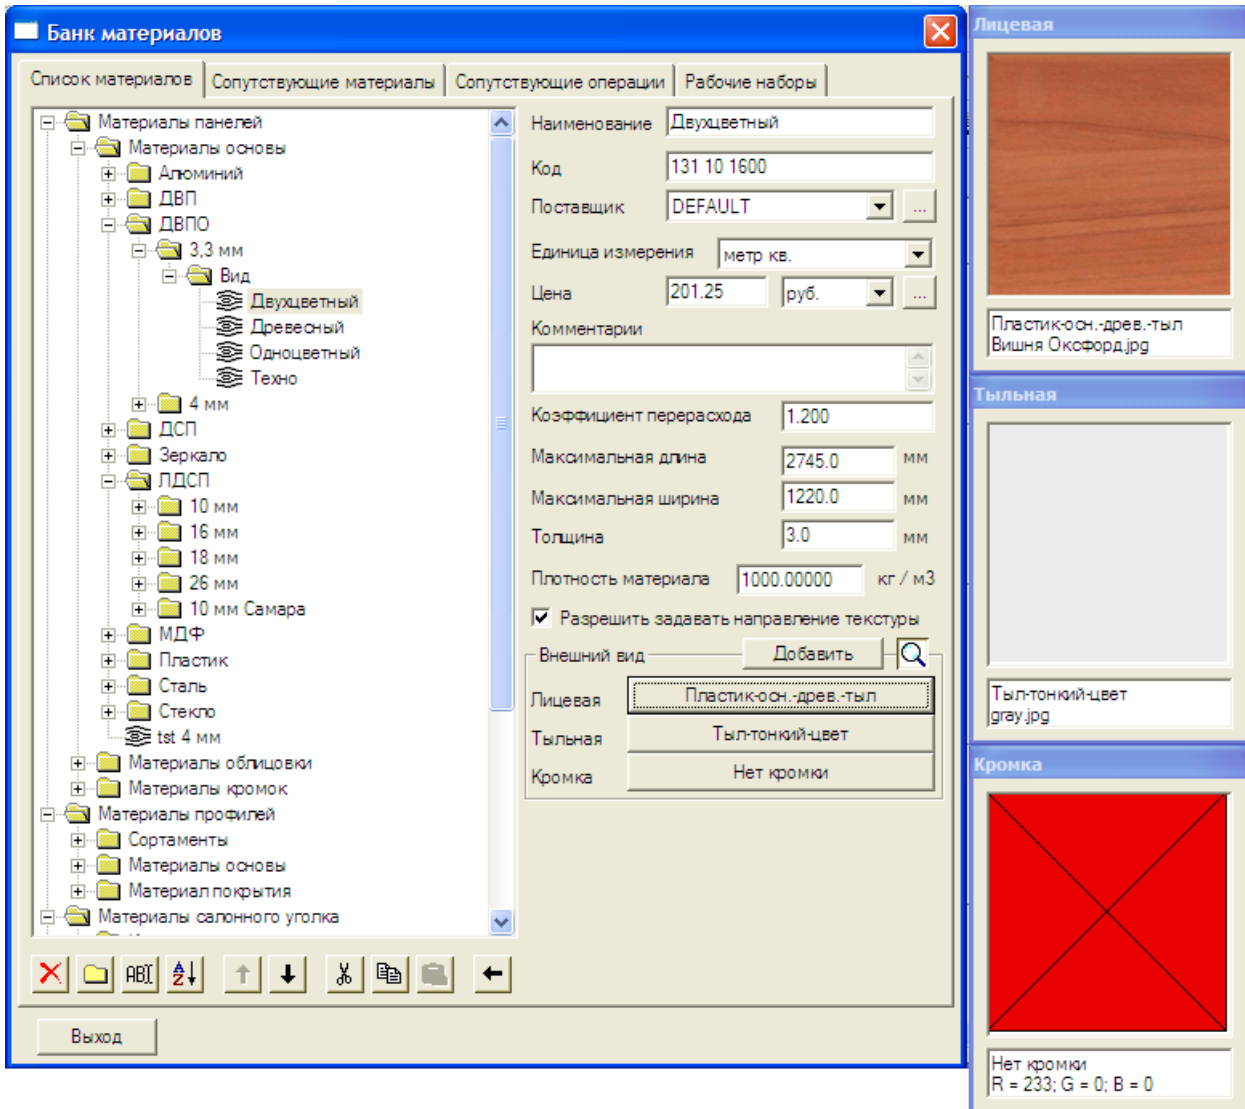 Банк материалов
Список материалов
Сопутствующие материалы
Сопутствующие операции
Рабочие наборы
Материалы панелей
Материалы основы
Алюминий
ДВП
ДВПО
3,3 мм
Вид
Двухцветный
Древесный
Одноцветный
Техно
4 мм
ДСП
Зеркало
ЛДСП
10 мм
16 мм
18 мм
26 мм
10 мм Самара
МДФ
Пластик
Сталь
Стекло
tst 4 мм
Материалы облицовки
Материалы кромок
Материалы профилей
Сортаменты
Материалы основы
Материал покрытия
Материалы салонного уголка
ABI
A
Z
Выход
Наименование Двухцветный
Код 131 10 1600
Поставщик DEFAULT ...
Единица измерения метр кв.
Цена 201.25 руб. ...
Комментарии
Коэффициент перерасхода 1.200
Максимальная длина 2745.0 мм
Максимальная ширина 1220.0 мм
Толщина 3.0 мм
Плотность материала 1000.00000 кг / м3
Разрешить задавать направление текстуры
Внешний вид Добавить
Лицевая Пластик-осн.-древ.-тыл
Тыльная Тыл-тонкий-цвет
Кромка Нет кромки
Лицевая
Пластик-осн.-древ.-тыл
Вишня Оксфорд.jpg
Тыльная
Тыл-тонкий-цвет
gray.jpg
Кромка
Нет кромки
R = 233; G = 0; B = 0